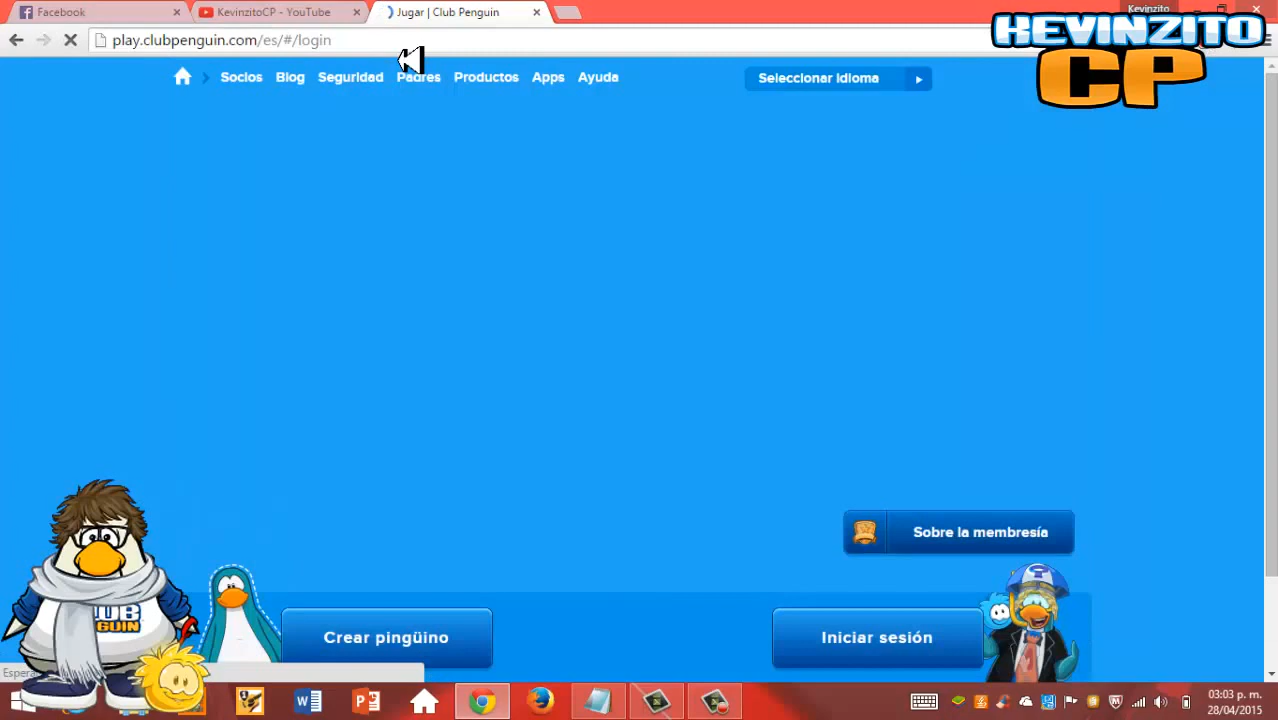 Facebook
KevinzitoCP - YouTube
Jugar | Club Penguin
Kevinzito
play.clubpenguin.com/es/#/login
KEVINZITO
CP
Socios Blog Seguridad Padres Productos Apps Ayuda
Seleccionar idioma
Sobre la membresía
Crear pingüino
Iniciar sesión
03:03 p. m.
28/04/2015